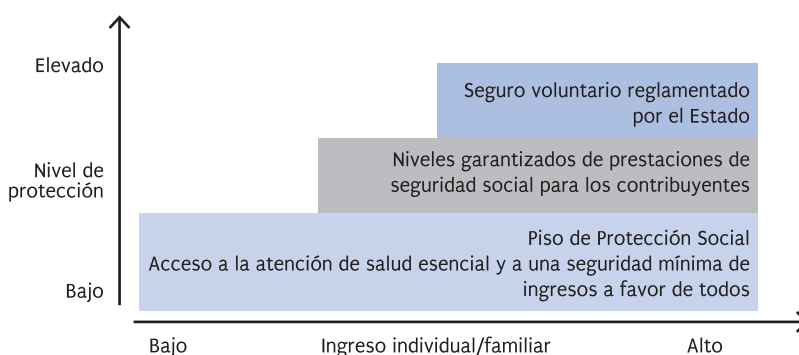 Elevado
Seguro voluntario reglamentado
por el Estado
Nivel de
protección
Niveles garantizados de prestaciones de
seguridad social para los contribuyentes
Piso de Protección Social
Acceso a la atención de salud esencial y a una seguridad mínima de
ingresos a favor de todos
Bajo
Bajo
Ingreso individual/familiar
Alto